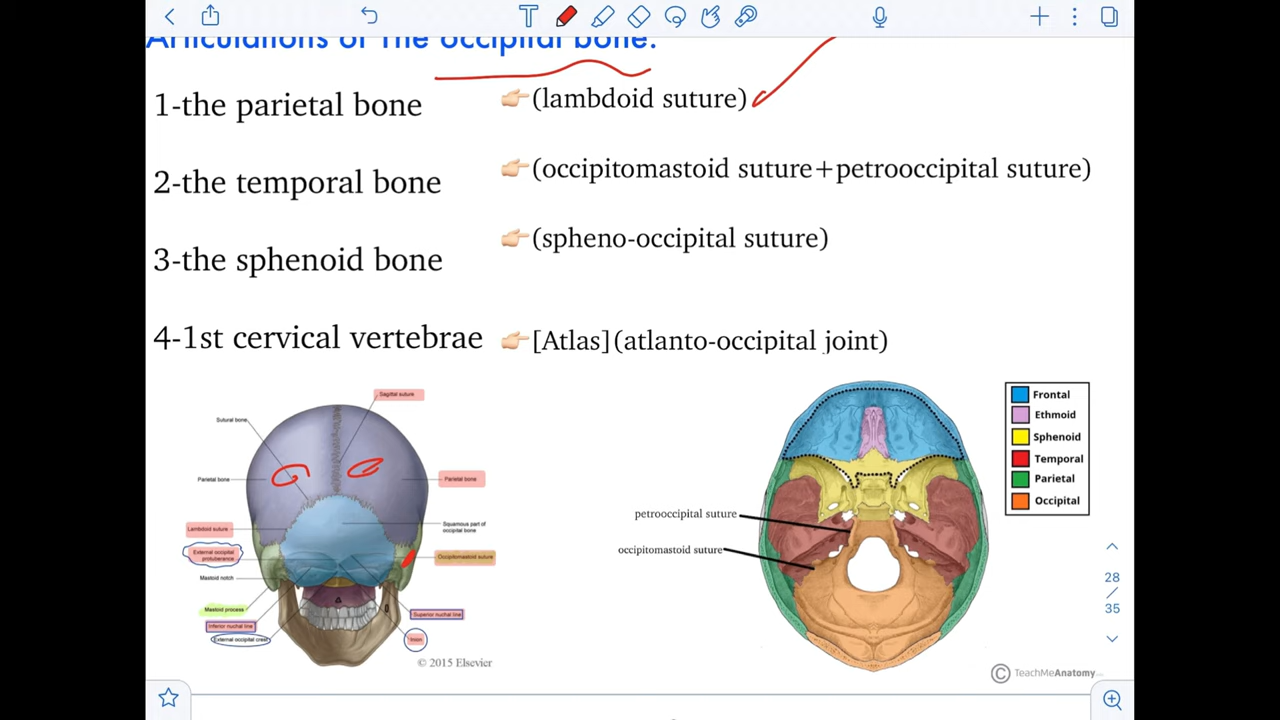 Articulations of The occipital bone:
1-the parietal bone
👉🏻(lambdoid suture)
2-the temporal bone
👉🏻(occipitomastoid suture+petrooccipital suture)
3-the sphenoid bone
👉🏻(spheno-occipital suture)
4-1st cervical vertebrae
👉🏻[Atlas](atlanto-occipital joint)
Sagittal suture
Sutural bone
Parietal bone
Parietal bone
Lambdoid suture
Squamous part of
occipital bone
External occipital
protuberance
Occipitomastoid suture
Mastoid notch
Mastoid process
Superior nuchal line
Inferior nuchal line
External occipital crest
Inion
© 2015 Elsevier
petrooccipital suture
occipitomastoid suture
Frontal
Ethmoid
Sphenoid
Temporal
Parietal
Occipital
© TeachMeAnatomy
28
/
35